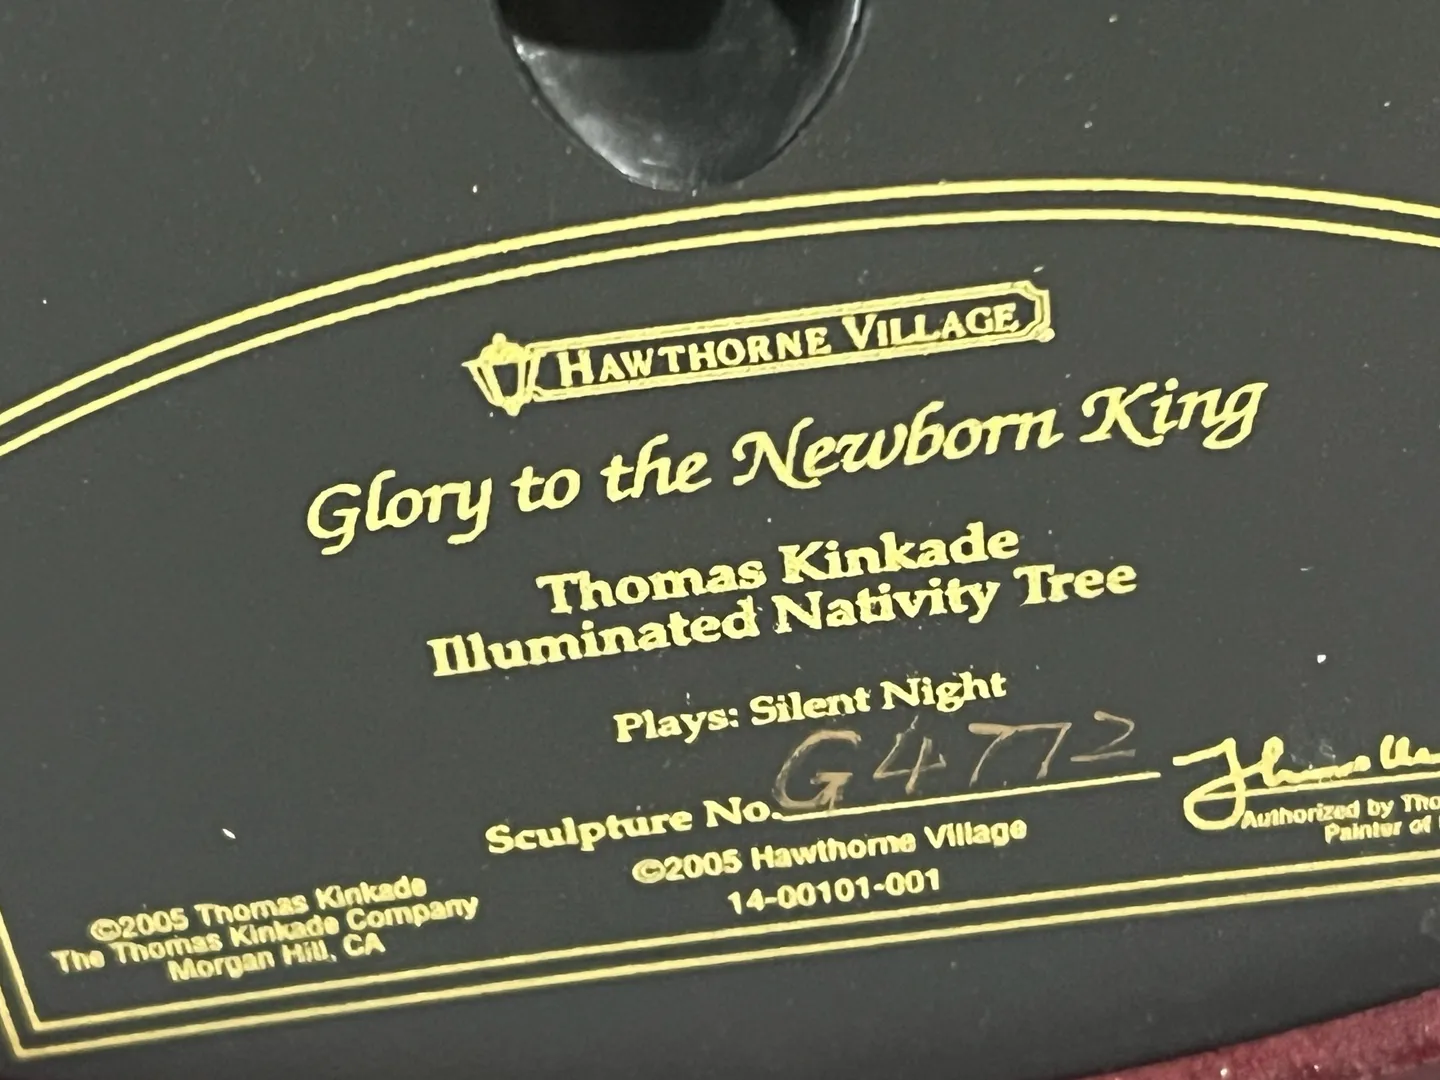 HAWTHORNE VILLAGE
Glory to the Newborn King
Thomas Kinkade
Illuminated Nativity Tree
Plays: Silent Night
Sculpture No. G4772
Authorized by
Painter of
©2005 Hawthorne Village
14-00101-001
©2005 Thomas Kinkade
The Thomas Kinkade Company
Morgan Hill, CA